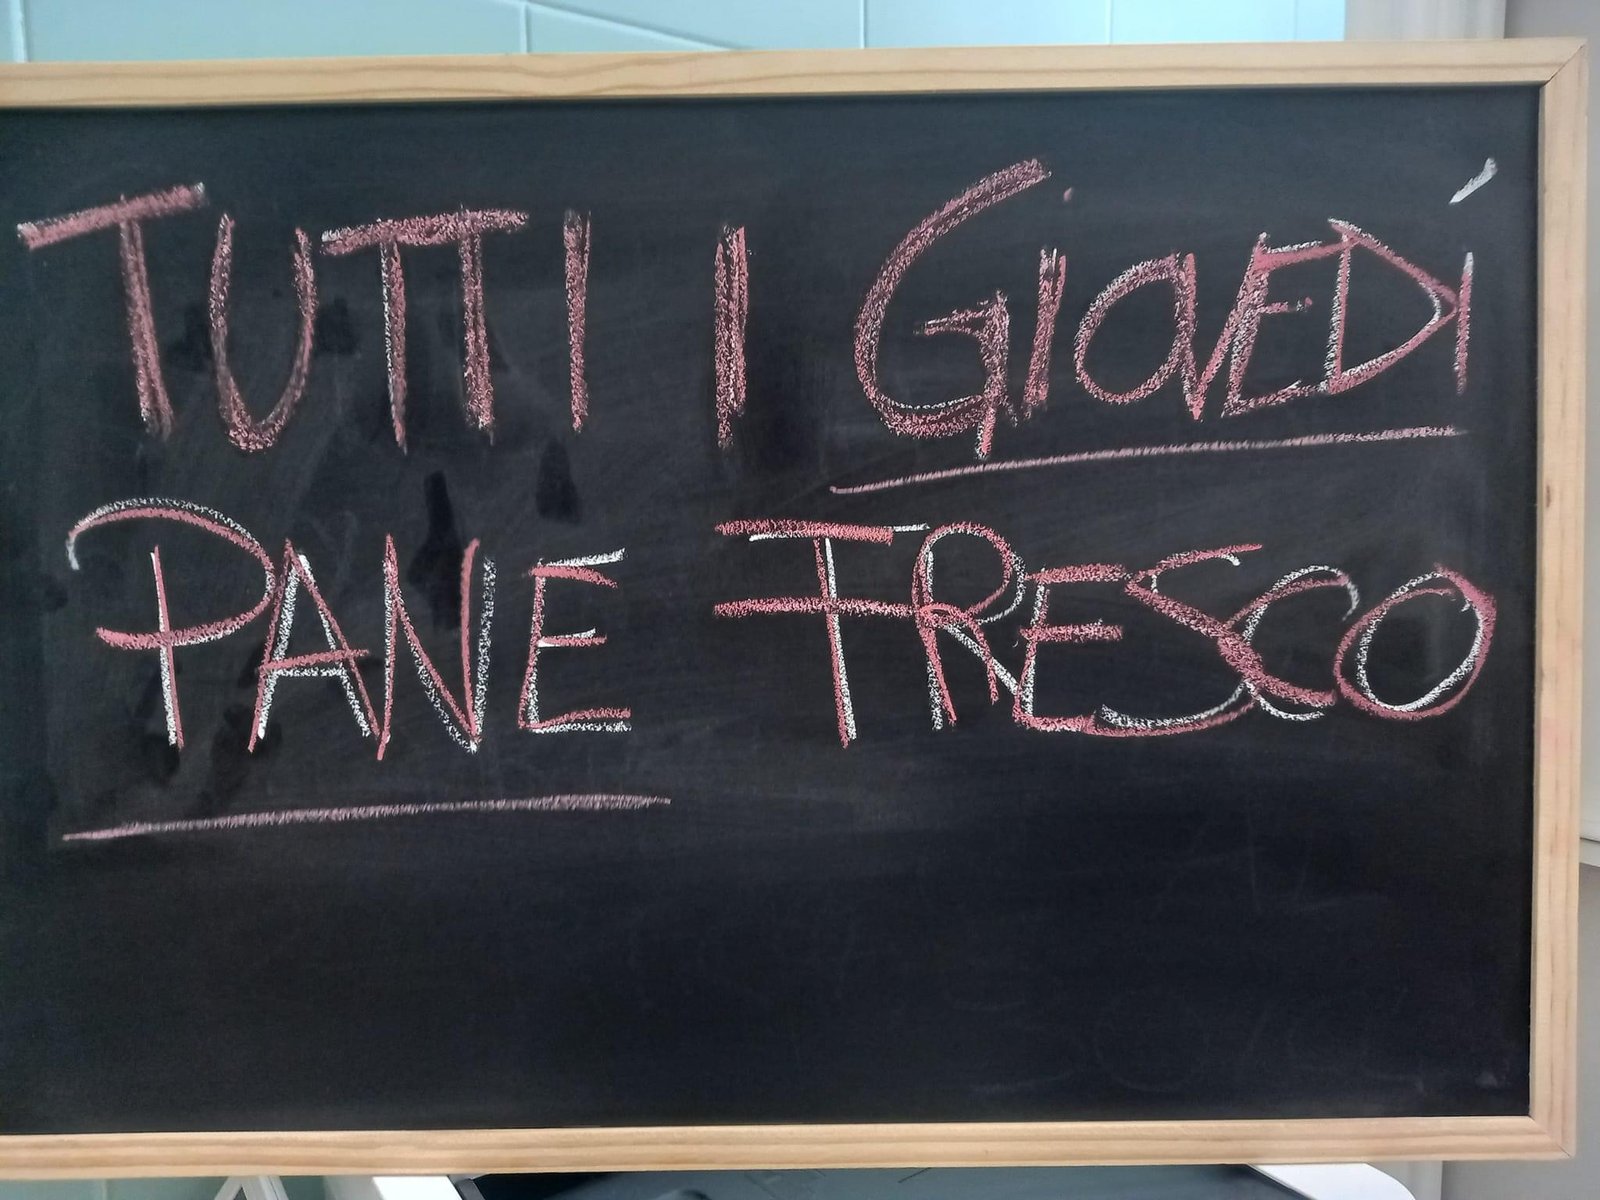 TUTTI I GIOVEDÍ
PANE FRESCO